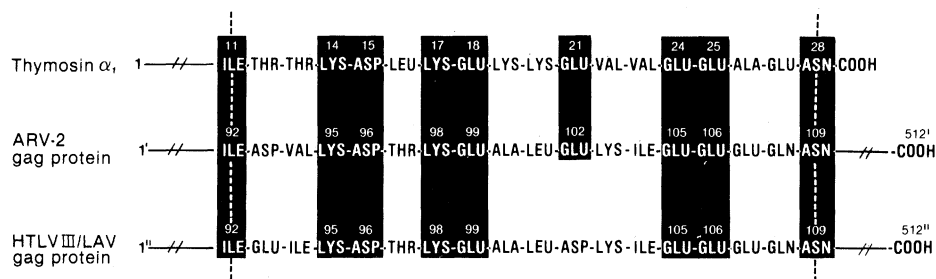 11 14 15 17 18 21 24 25 28
Thymosin α₁ 1-//-ILE-THR-THR-LYS-ASP-LEU-LYS-GLU-LYS-LYS-GLU-VAL-VAL-GLU-GLU-ALA-GLU-ASN-COOH
92 95 96 98 99 102 105 106 109 512'
ARV-2
gag protein 1'-//-ILE-ASP-VAL-LYS-ASP-THR-LYS-GLU-ALA-LEU-GLU-LYS-ILE-GLU-GLU-GLU-GLN-ASN-//-COOH
92 95 96 98 99 105 106 109 512"
HTLV III/LAV
gag protein 1"-//-ILE-GLU-ILE-LYS-ASP-THR-LYS-GLU-ALA-LEU-ASP-LYS-ILE-GLU-GLU-GLU-GLN-ASN-//-COOH